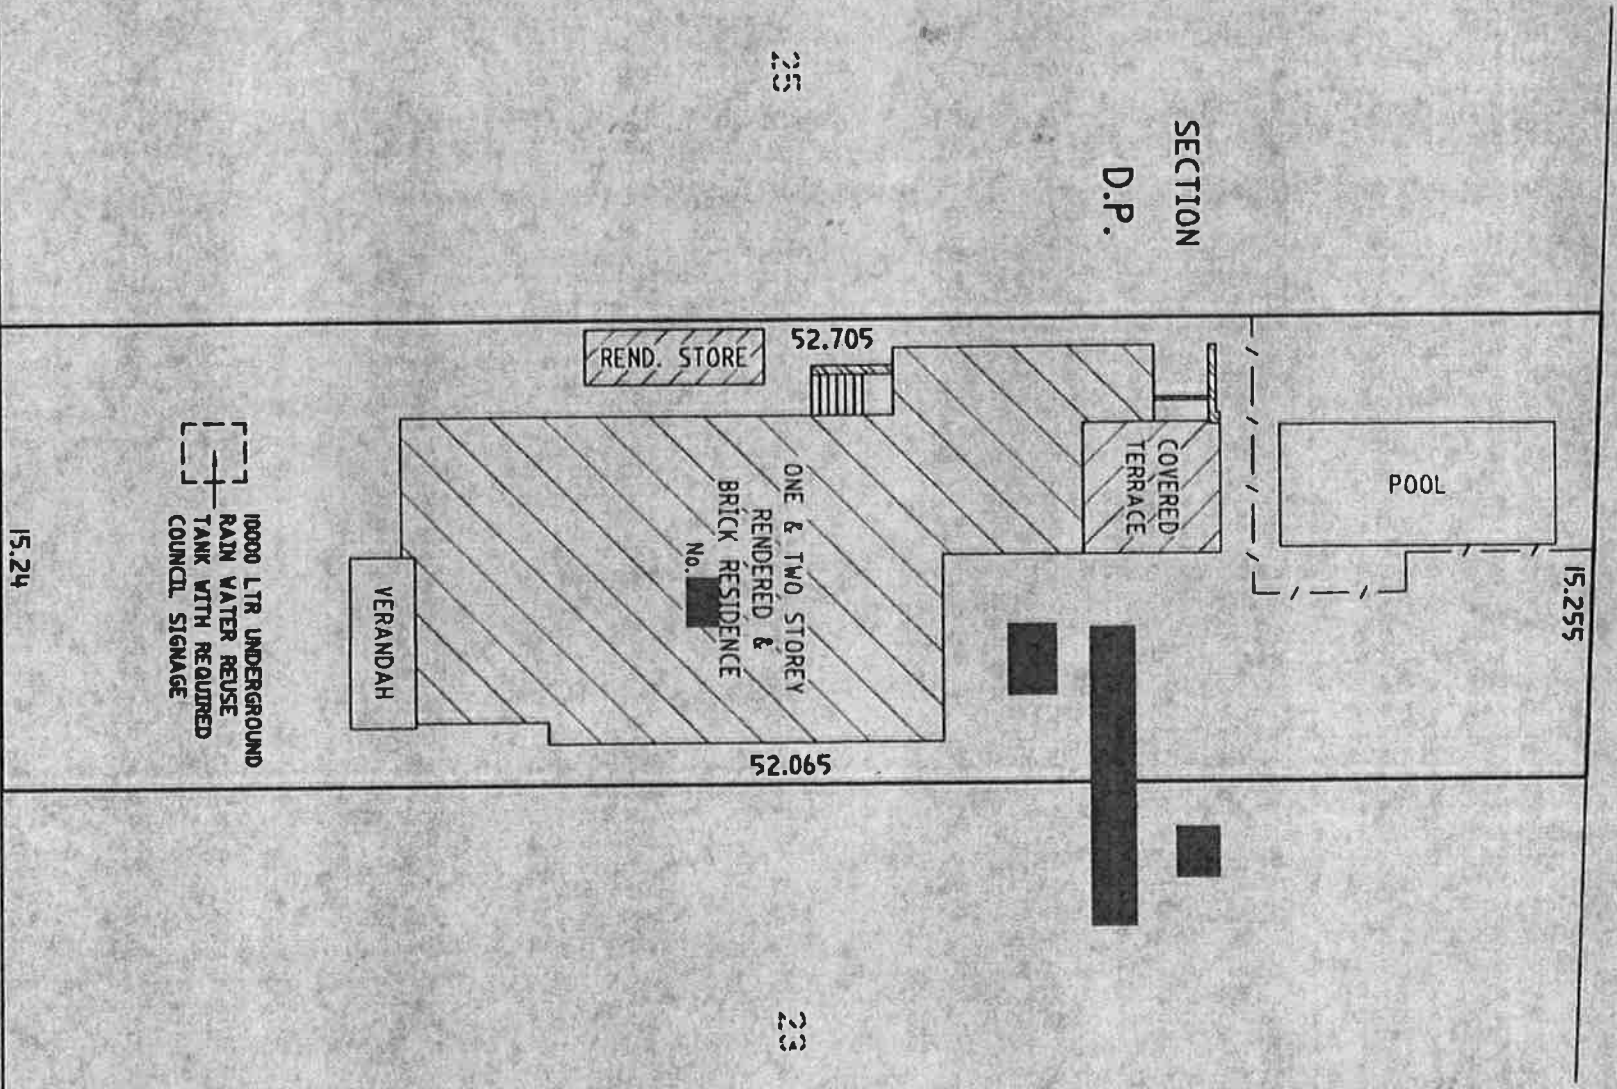 25
SECTION
D.P.
52.705
REND. STORE
COVERED
TERRACE
POOL
ONE & TWO STOREY
RENDERED &
BRICK RESIDENCE
No.
VERANDAH
10000 LTR UNDERGROUND
RAIN WATER REUSE
TANK WITH REQUIRED
COUNCIL SIGNAGE
15.24
15.255
52.065
23